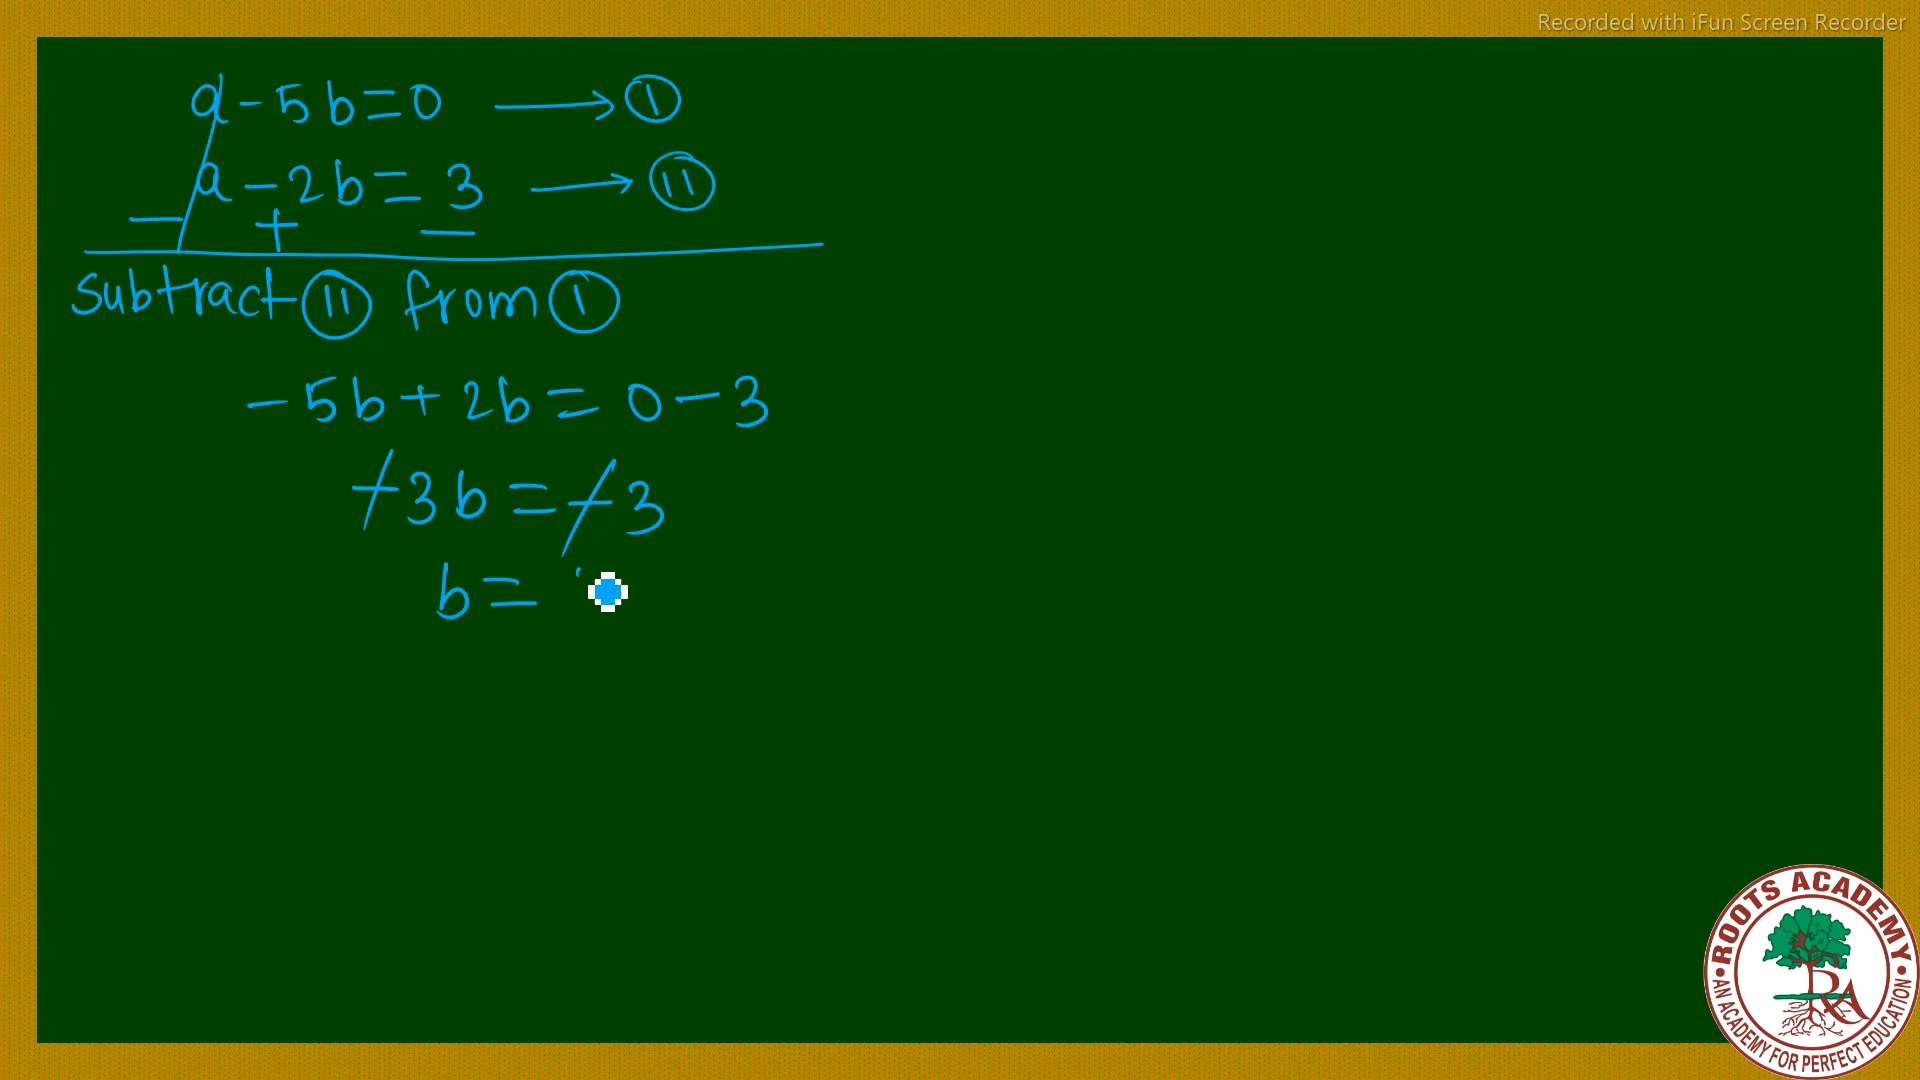 Recorded with iFun Screen Recorder
a - 5b = 0 ⟶ ①
a - 2b = 3 ⟶ ⑪
− + −
Subtract ⑪ from ①
- 5b + 2b = 0 - 3
- 3b = - 3
b =
ROOTS ACADEMY
RA
AN ACADEMY FOR PERFECT EDUCATION